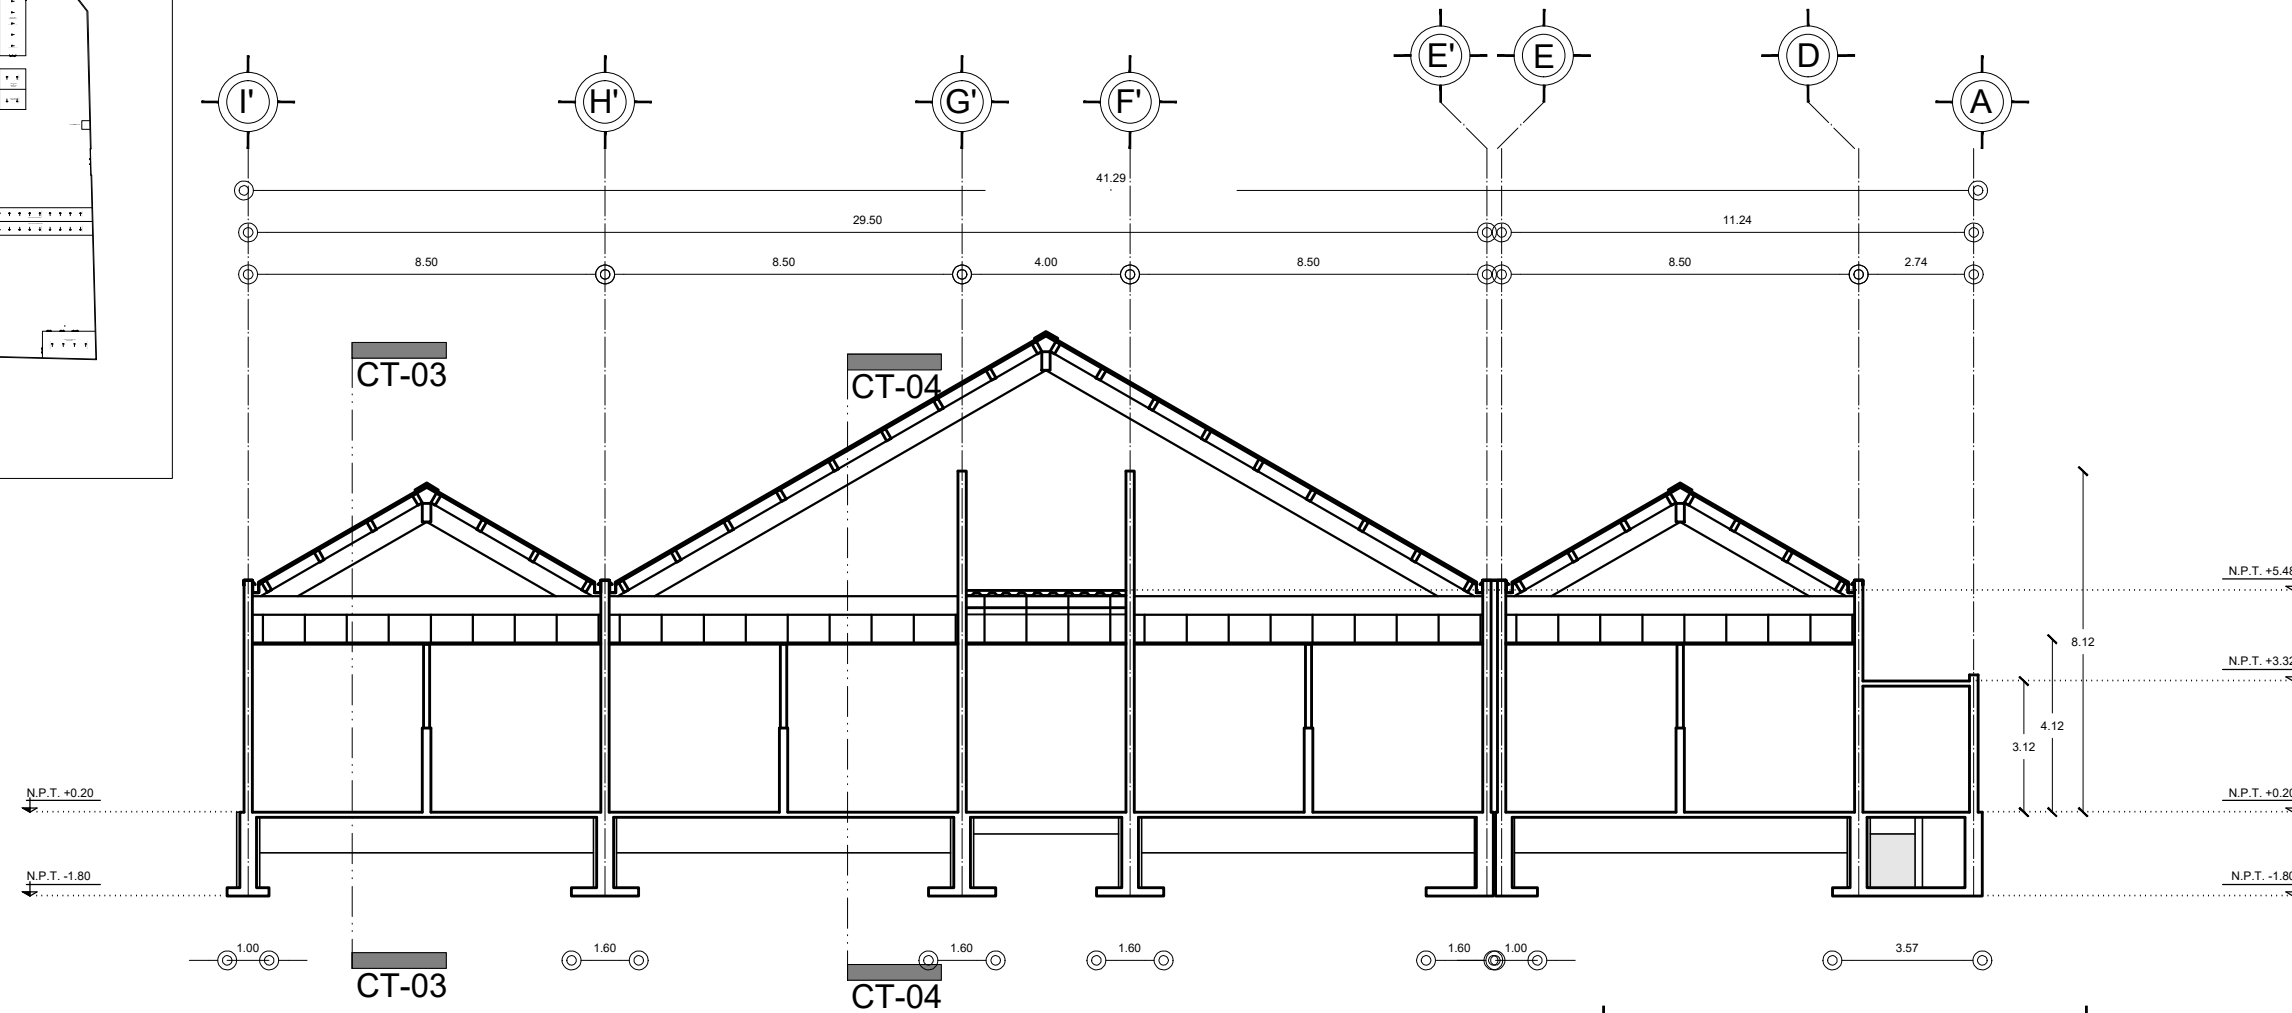 I' H' G' F' E' E D A
41.29
29.50 11.24
8.50 8.50 4.00 8.50 8.50 2.74
CT-03 CT-04
N.P.T. +5.48
8.12
N.P.T. +3.32
4.12
3.12
N.P.T. +0.20 N.P.T. +0.20
N.P.T. -1.80 N.P.T. -1.80
1.00 1.60 1.60 1.60 1.60 1.00 3.57
CT-03 CT-04